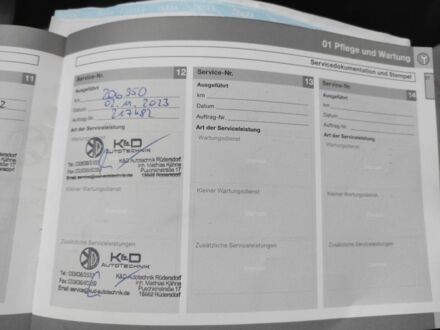 01 Pflege und Wartung
Servicedokumentation und Stempel
11
Service-Nr. 12
Ausgeführt
km 200.950
Datum 02.11.2023
Auftrag-Nr. 217482
Art der Serviceleistung
K&D
AUTOTECHNIK
K&D Autotechnik Rüdersdorf
Inh. Mathias Kühne
Puschkinstraße 17
15562 Rüdersdorf
Kleiner Wartungsdienst
Zusätzliche Serviceleistungen
K&D
AUTOTECHNIK
K&D Autotechnik Rüdersdorf
Inh. Mathias Kühne
Puschkinstraße 17
15562 Rüdersdorf
Service-Nr. 13
Ausgeführt
km
Datum
Auftrag-Nr.
Art der Serviceleistung
Wartungsdienst
Kleiner Wartungsdienst
Zusätzliche Serviceleistungen
Service-Nr. 14
Ausgeführt
km
Datum
Auftrag-Nr.
Art der Serviceleistung
Wartungsdienst
Kleiner Wartungsdienst
Zusätzliche Serviceleistungen